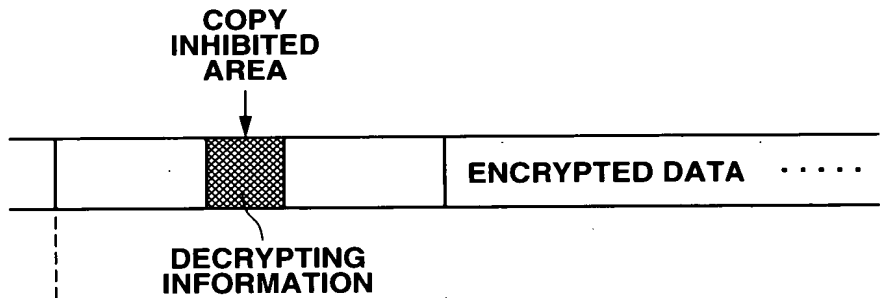 COPY
INHIBITED
AREA
ENCRYPTED DATA ·····
DECRYPTING
INFORMATION